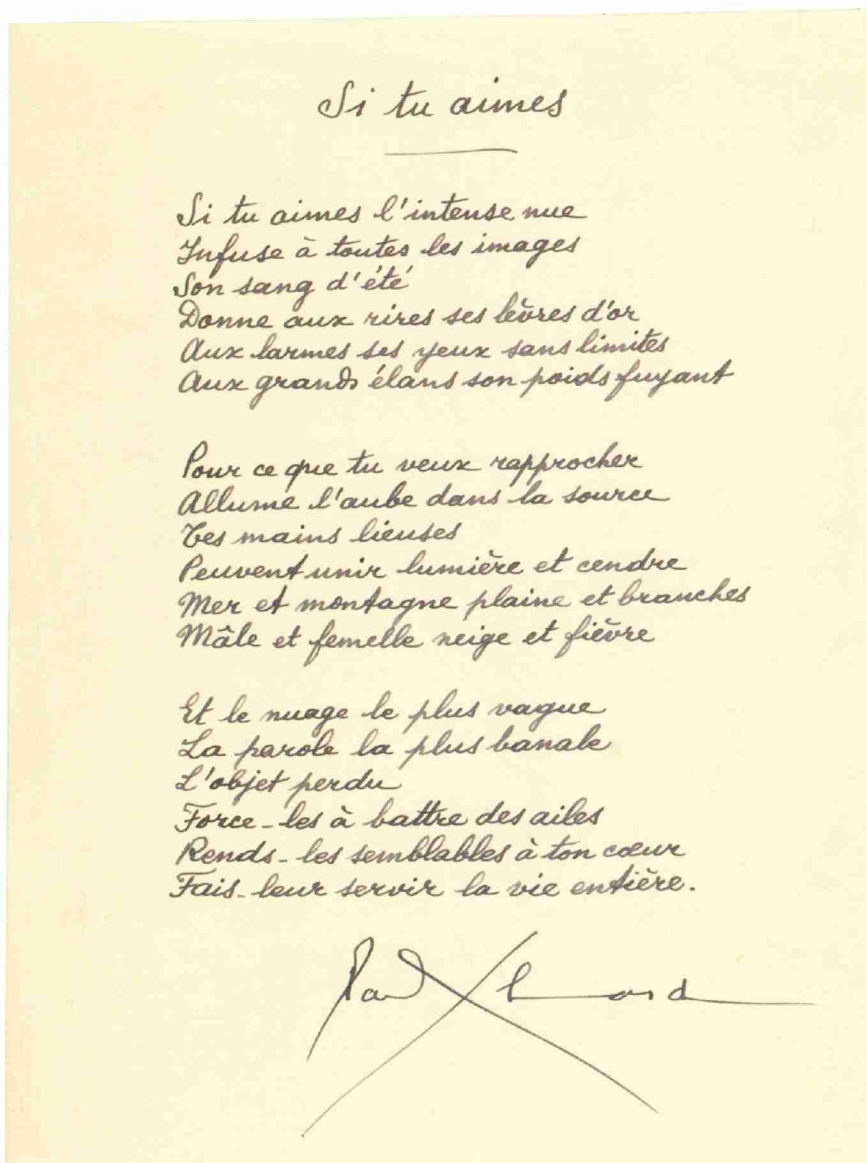 Si tu aimes
Si tu aimes l'intense nue
Infuse à toutes les images
Son sang d'été
Donne aux rires ses lèvres d'or
Aux larmes ses yeux sans limites
Aux grands élans son poids fuyant
Pour ce que tu veux rapprocher
Allume l'aube dans la source
Tes mains lieuses
Peuvent unir lumière et cendre
Mer et montagne plaine et branches
Mâle et femelle neige et fièvre
Et le nuage le plus vague
La parole la plus banale
L'objet perdu
Force-les à battre des ailes
Rends-les semblables à ton cœur
Fais-leur servir la vie entière.
Paul Eluard